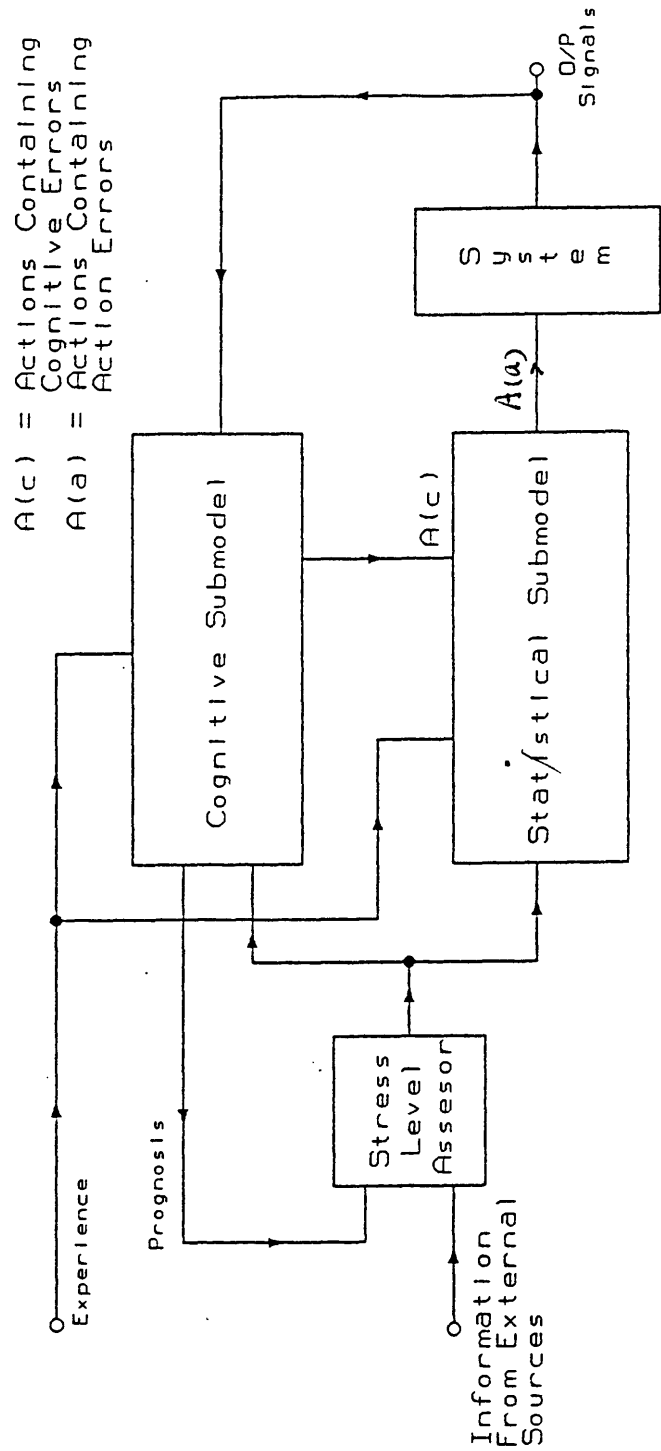 A(c) = Actions Containing
Cognitive Errors
A(a) = Actions Containing
Action Errors
Experience
Prognosis
Cognitive Submodel
A(c)
Information
From External
Sources
Stress
Level
Assesor
Statistical Submodel
A(a)
System
O/P
Signals